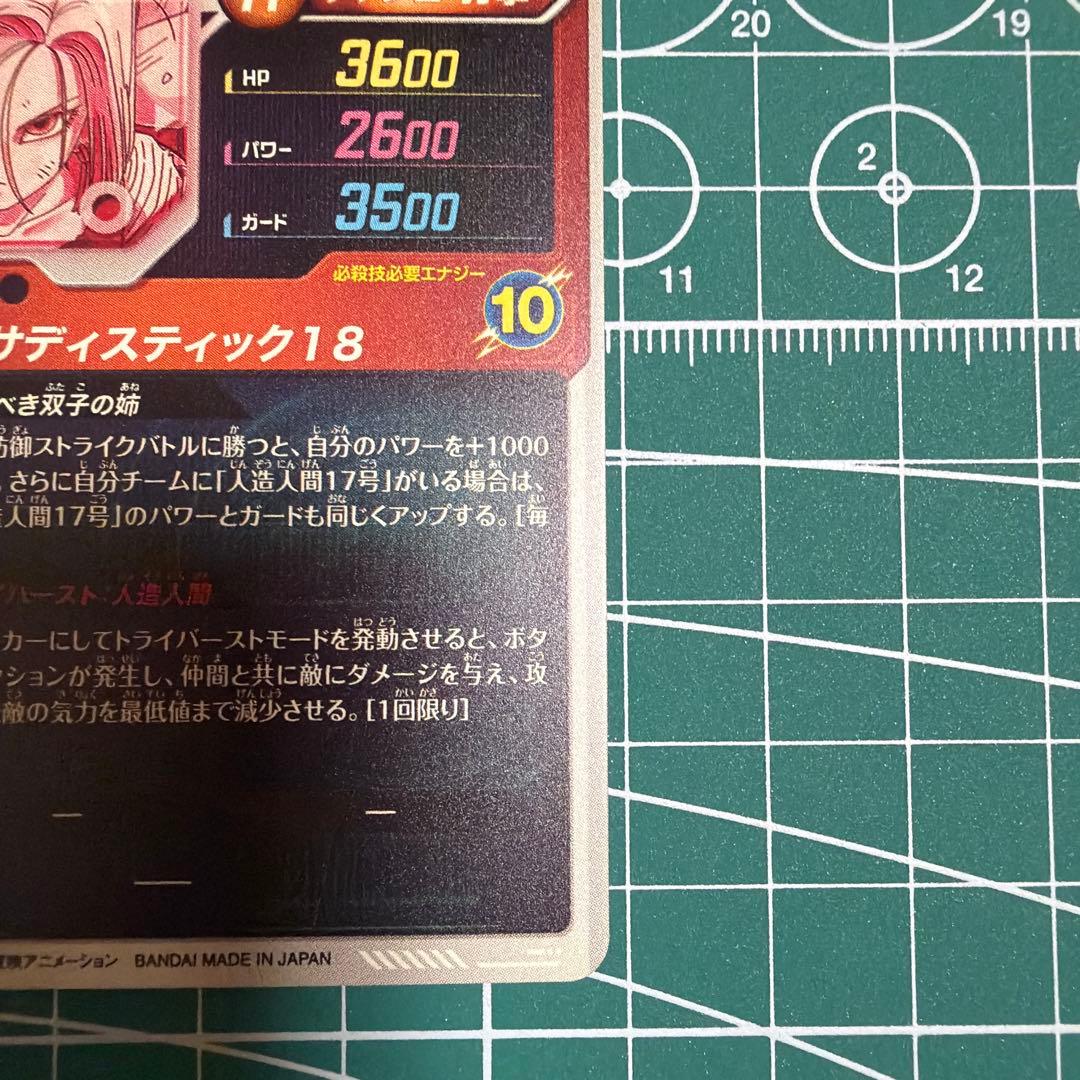 20
19
HP 3600
パワー 2600
ガード 3500
必殺技必要エナジー
10
サディスティック18
べき双子の姉
防御ストライクバトルに勝つと、自分のパワーを+1000
さらに自分チームに「人造人間17号」がいる場合は、
人間17号」のパワーとガードも同じくアップする。[毎
バースト:人造人間
カーにしてトライバーストモードを発動させると、ボタ
ションが発生し、仲間と共に敵にダメージを与え、攻
敵の気力を最低値まで減少させる。[1回限り]
アニメーション BANDAI MADE IN JAPAN
2
11
12